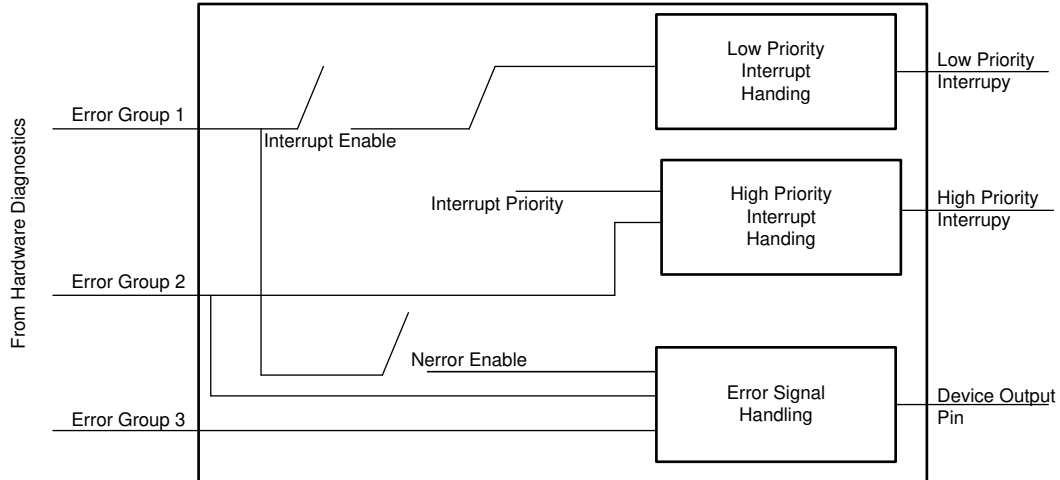 From Hardware Diagnostics
Error Group 1
Interrupt Enable
Low Priority
Interrupt
Handing
Low Priority
Interrupy
Interrupt Priority
High Priority
Interrupt
Handing
High Priority
Interrupy
Error Group 2
Nerror Enable
Error Signal
Handling
Device Output
Pin
Error Group 3